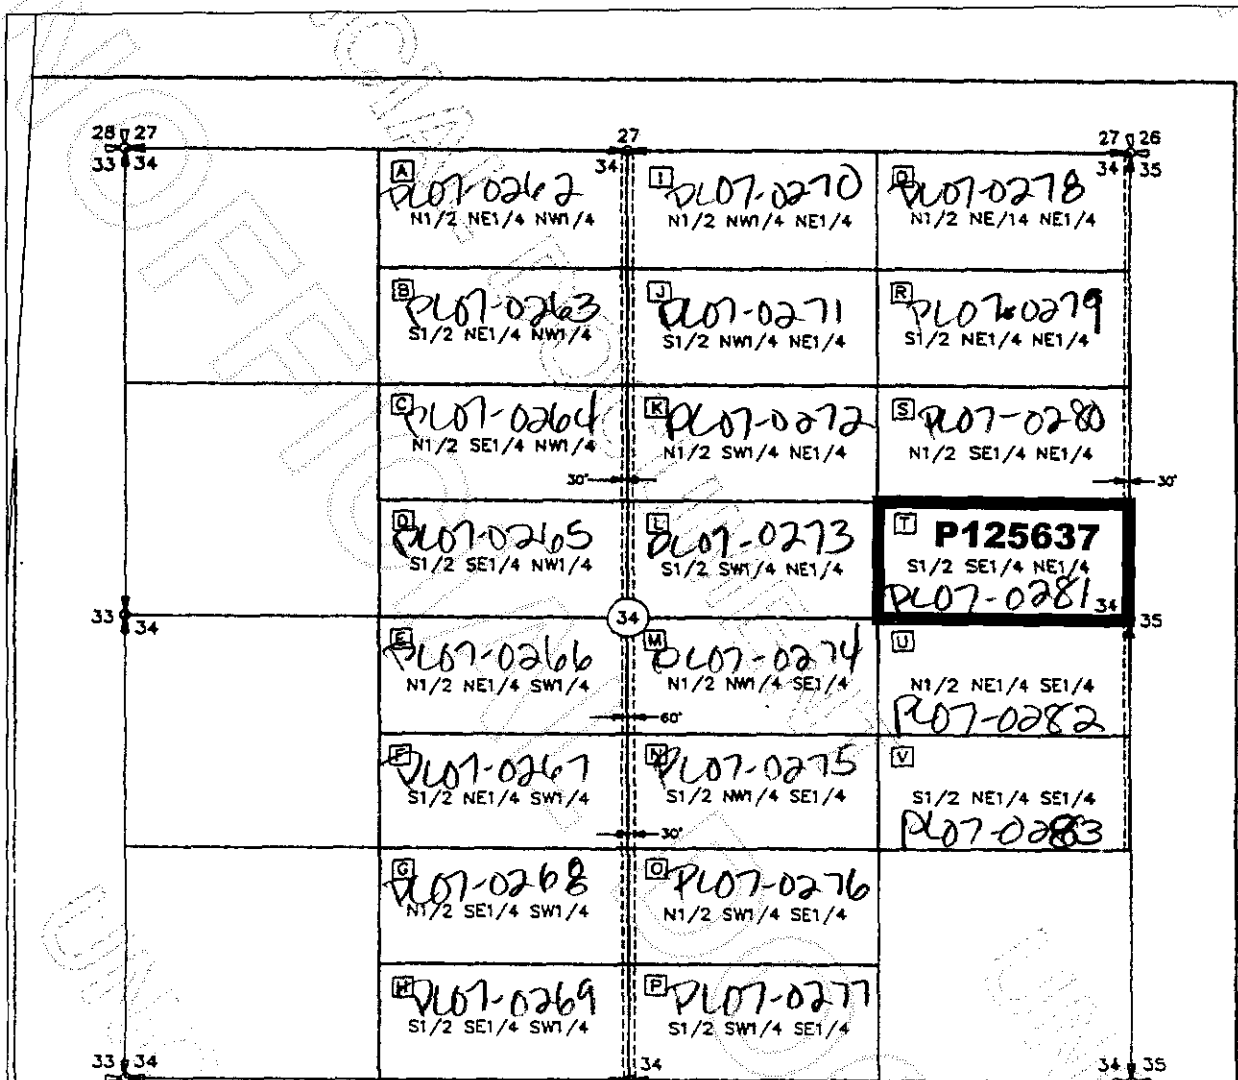 28 27
33 34
27
34
27 26
34 35
A
PL07-0262
N1/2 NE1/4 NW1/4
I
PL07-0270
N1/2 NW1/4 NE1/4
Q
PL07-0278
N1/2 NE/14 NE1/4
B
PL07-0263
S1/2 NE1/4 NW1/4
J
PL07-0271
S1/2 NW1/4 NE1/4
R
PL07-0279
S1/2 NE1/4 NE1/4
C
PL07-0264
N1/2 SE1/4 NW1/4
30'
K
PL07-0272
N1/2 SW1/4 NE1/4
S
PL07-0280
N1/2 SE1/4 NE1/4
30'
D
PL07-0265
S1/2 SE1/4 NW1/4
L
PL07-0273
S1/2 SW1/4 NE1/4
T
P125637
S1/2 SE1/4 NE1/4
PL07-0281
34
33
34
34
35
E
PL07-0266
N1/2 NE1/4 SW1/4
M
PL07-0274
N1/2 NW1/4 SE1/4
60'
U
N1/2 NE1/4 SE1/4
PL07-0282
F
PL07-0267
S1/2 NE1/4 SW1/4
N
PL07-0275
S1/2 NW1/4 SE1/4
30'
V
S1/2 NE1/4 SE1/4
PL07-0283
G
PL07-0268
N1/2 SE1/4 SW1/4
O
PL07-0276
N1/2 SW1/4 SE1/4
H
PL07-0269
S1/2 SE1/4 SW1/4
P
PL07-0277
S1/2 SW1/4 SE1/4
33 34
34
34 35
UNOFFICIAL DOCUMENT